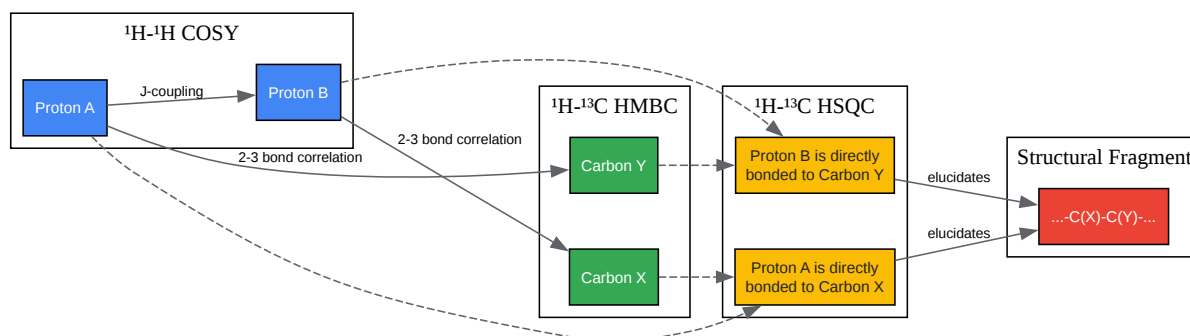 ¹H-¹H COSY
Proton A
J-coupling
Proton B
2-3 bond correlation
2-3 bond correlation
¹H-¹³C HMBC
Carbon Y
Carbon X
¹H-¹³C HSQC
Proton B is directly
bonded to Carbon Y
Proton A is directly
bonded to Carbon X
elucidates
elucidates
Structural Fragment
...-C(X)-C(Y)-...